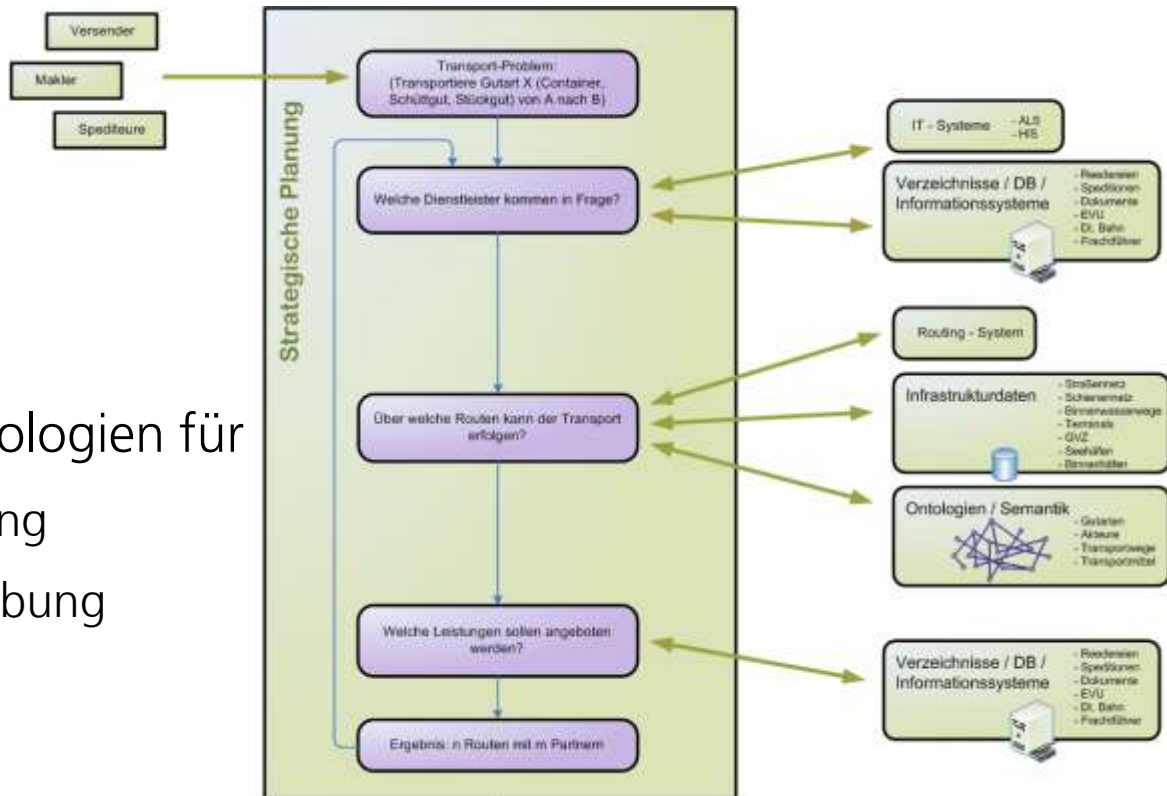 Versender
Makler
Spediteure
Strategische Planung
Transport-Problem:
(Transportiere Gutart X (Container,
Schüttgut, Stückgut) von A nach B)
Welche Dienstleister kommen in Frage?
Über welche Routen kann der Transport
erfolgen?
Welche Leistungen sollen angeboten
werden?
Ergebnis: n Routen mit m Partnern
IT - Systeme
- ALS
- HIS
Verzeichnisse / DB /
Informationssysteme
- Reedereien
- Speditionen
- Dokumente
- EVU
- Dt. Bahn
- Frachtführer
Routing - System
Infrastrukturdaten
- Straßennetz
- Schienennetz
- Binnenwasserwege
- Terminals
- GVZ
- Seehäfen
- Binnenhäfen
Ontologien / Semantik
- Gutarten
- Akteure
- Transportwege
- Transportmittel
Verzeichnisse / DB /
Informationssysteme
- Reedereien
- Speditionen
- Dokumente
- EVU
- Dt. Bahn
- Frachtführer
ologien für
ng
bung